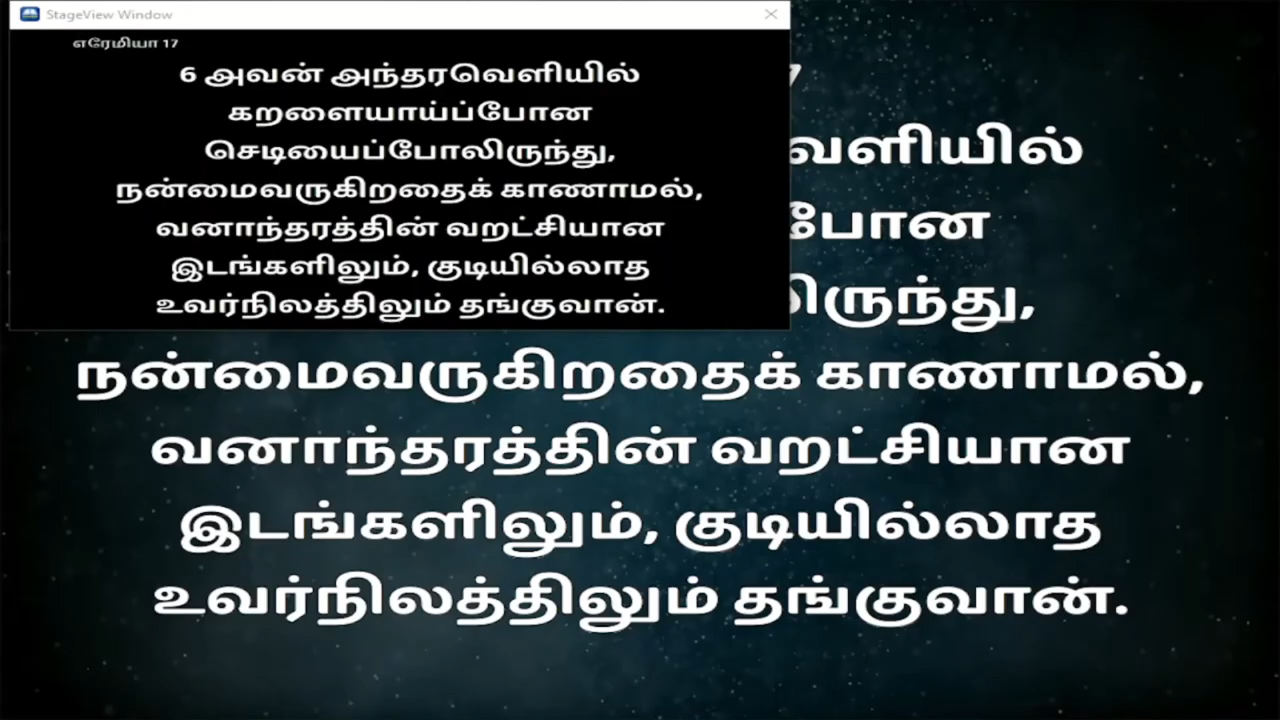 StageView Window
எரேமியா 17
6 அவன் அந்தரவெளியில்
கறளையாய்ப்போன
செடியைப்போலிருந்து,
நன்மைவருகிறதைக் காணாமல்,
வனாந்தரத்தின் வறட்சியான
இடங்களிலும், குடியில்லாத
உவர்நிலத்திலும் தங்குவான்.
7
வெளியில்
போன
லிருந்து,
நன்மைவருகிறதைக் காணாமல்,
வனாந்தரத்தின் வறட்சியான
இடங்களிலும், குடியில்லாத
உவர்நிலத்திலும் தங்குவான்.